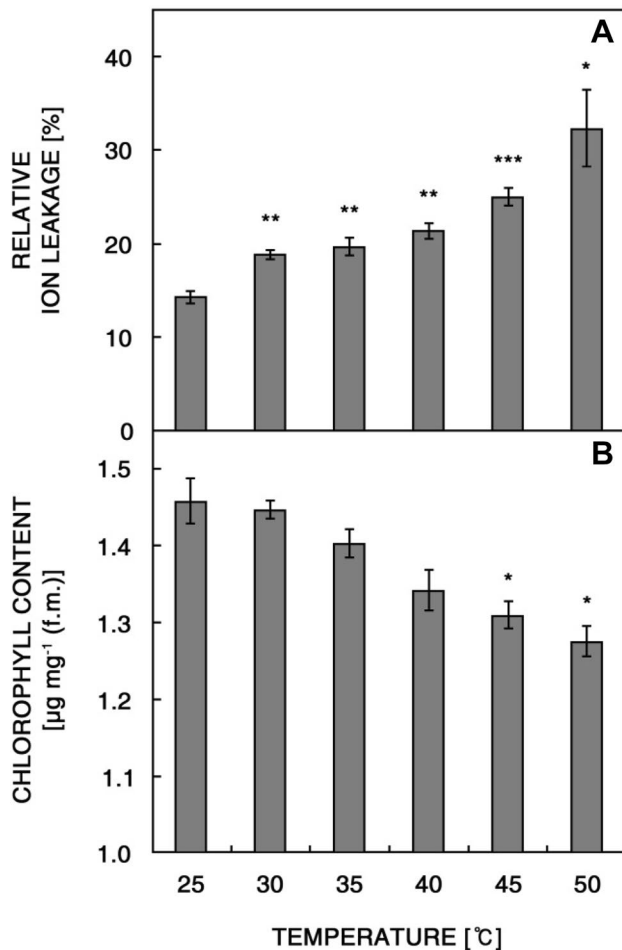 A
RELATIVE
ION LEAKAGE [%]
40
30
20
10
0
**
**
**
***
*
B
CHLOROPHYLL CONTENT
[µg mg⁻¹ (f.m.)]
1.5
1.4
1.3
1.2
1.1
1.0
*
*
25 30 35 40 45 50
TEMPERATURE [℃]